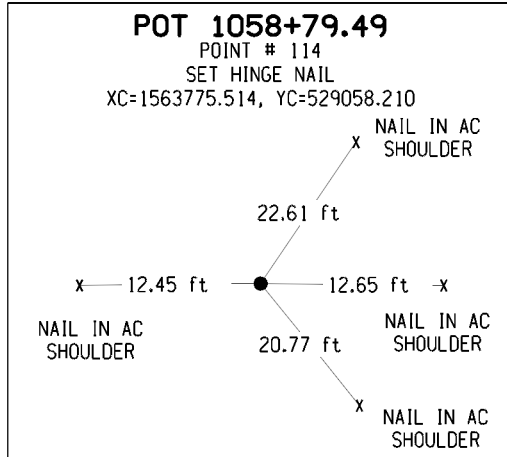 POT 1058+79.49
POINT # 114
SET HINGE NAIL
XC=1563775.514, YC=529058.210
NAIL IN AC
SHOULDER
22.61 ft
X
X 12.45 ft 12.65 ft X
NAIL IN AC
SHOULDER
NAIL IN AC
SHOULDER
20.77 ft
X
NAIL IN AC
SHOULDER